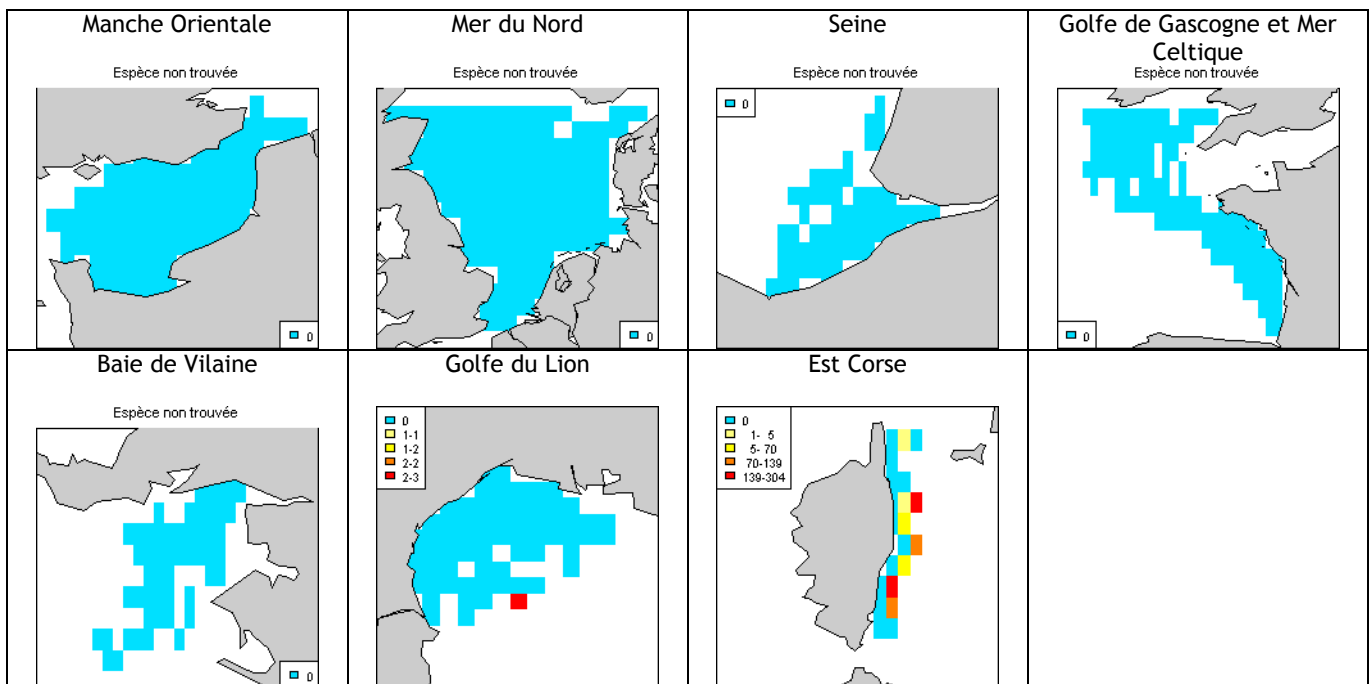 Manche Orientale
Espèce non trouvée
0
Mer du Nord
Espèce non trouvée
0
Seine
Espèce non trouvée
0
Golfe de Gascogne et Mer
Celtique
Espèce non trouvée
0
Baie de Vilaine
Espèce non trouvée
0
Golfe du Lion
0
1-1
1-2
2-2
2-3
Est Corse
0
1- 5
5- 70
70-139
139-304